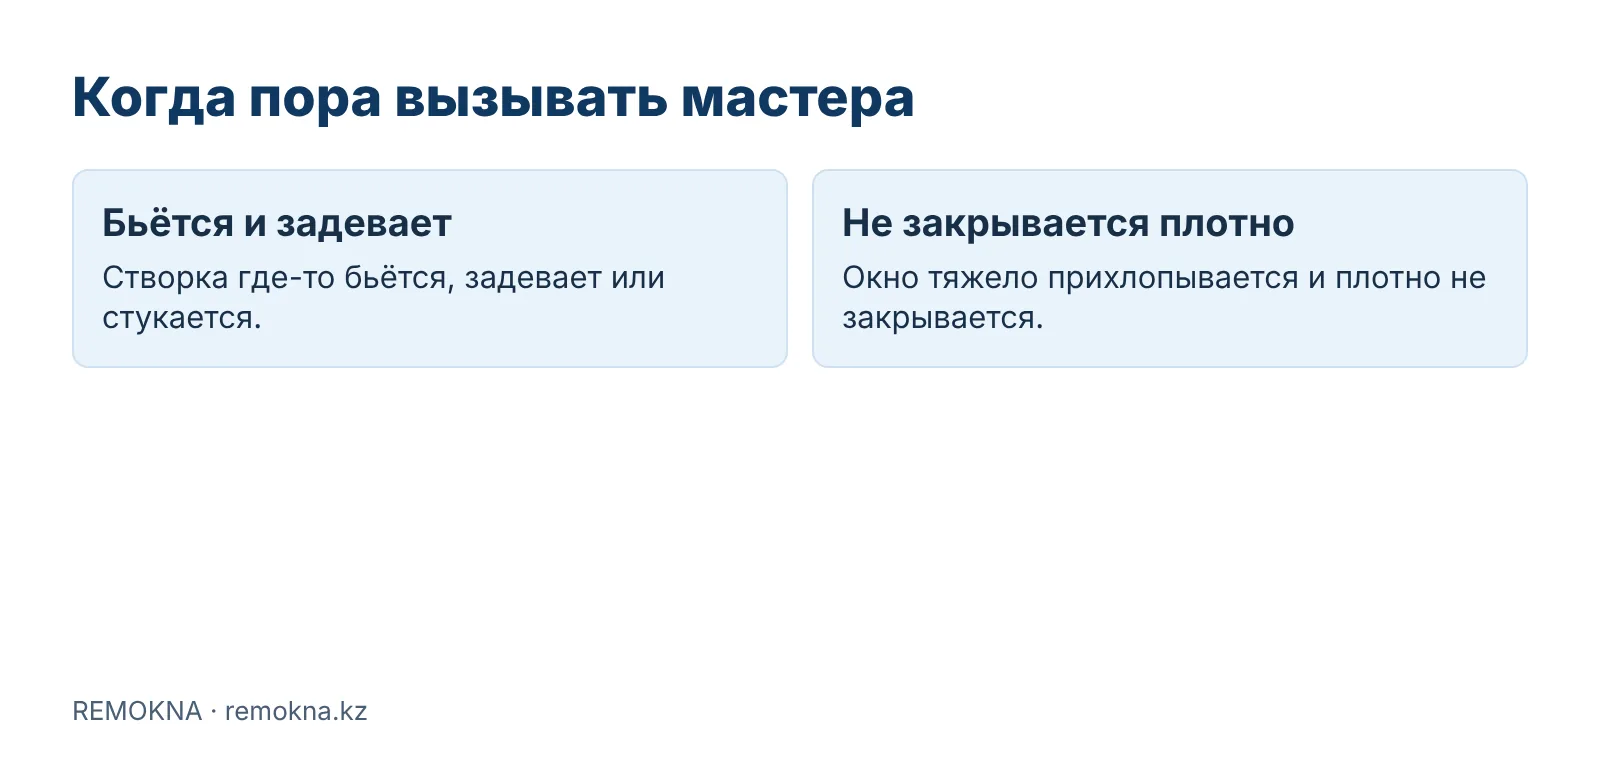 Когда пора вызывать мастера
Бьётся и задевает
Створка где-то бьётся, задевает или
стукается.
Не закрывается плотно
Окно тяжело прихлопывается и плотно не
закрывается.
REMOKNA · remokna.kz